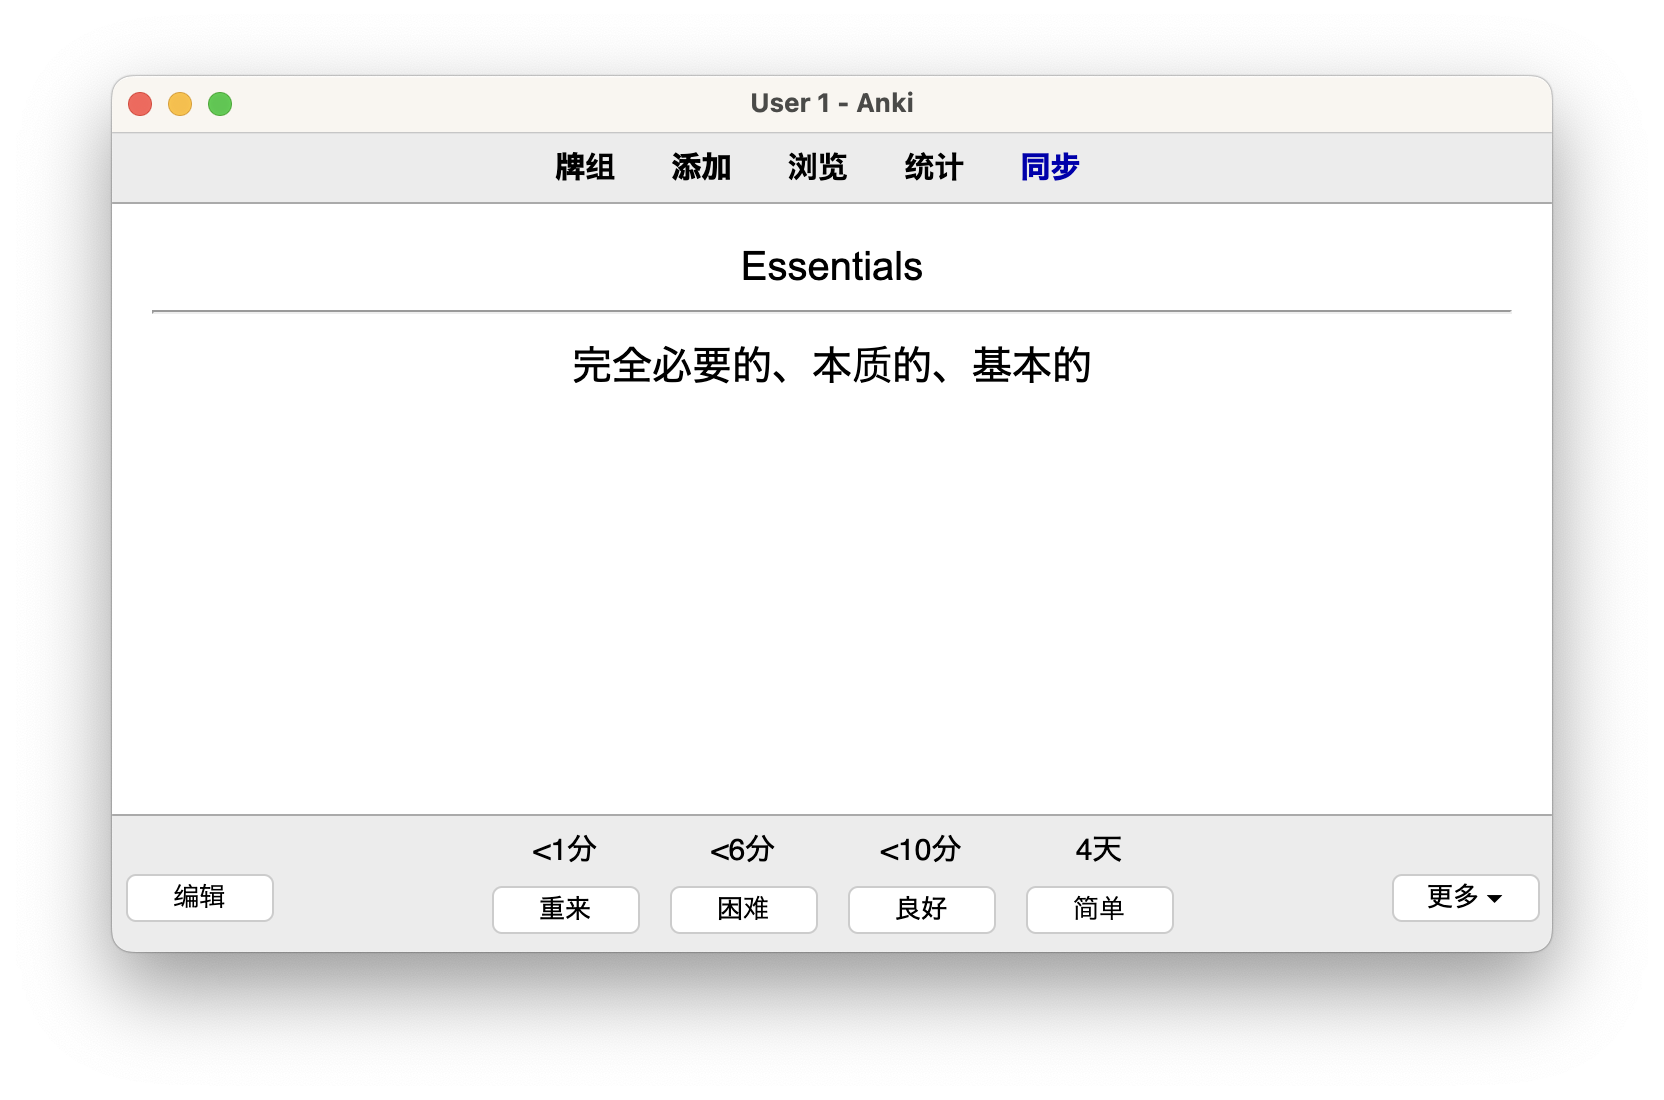 User 1 - Anki
牌组 添加 浏览 统计 同步
Essentials
完全必要的、本质的、基本的
<1分 <6分 <10分 4天
编辑 重来 困难 良好 简单 更多